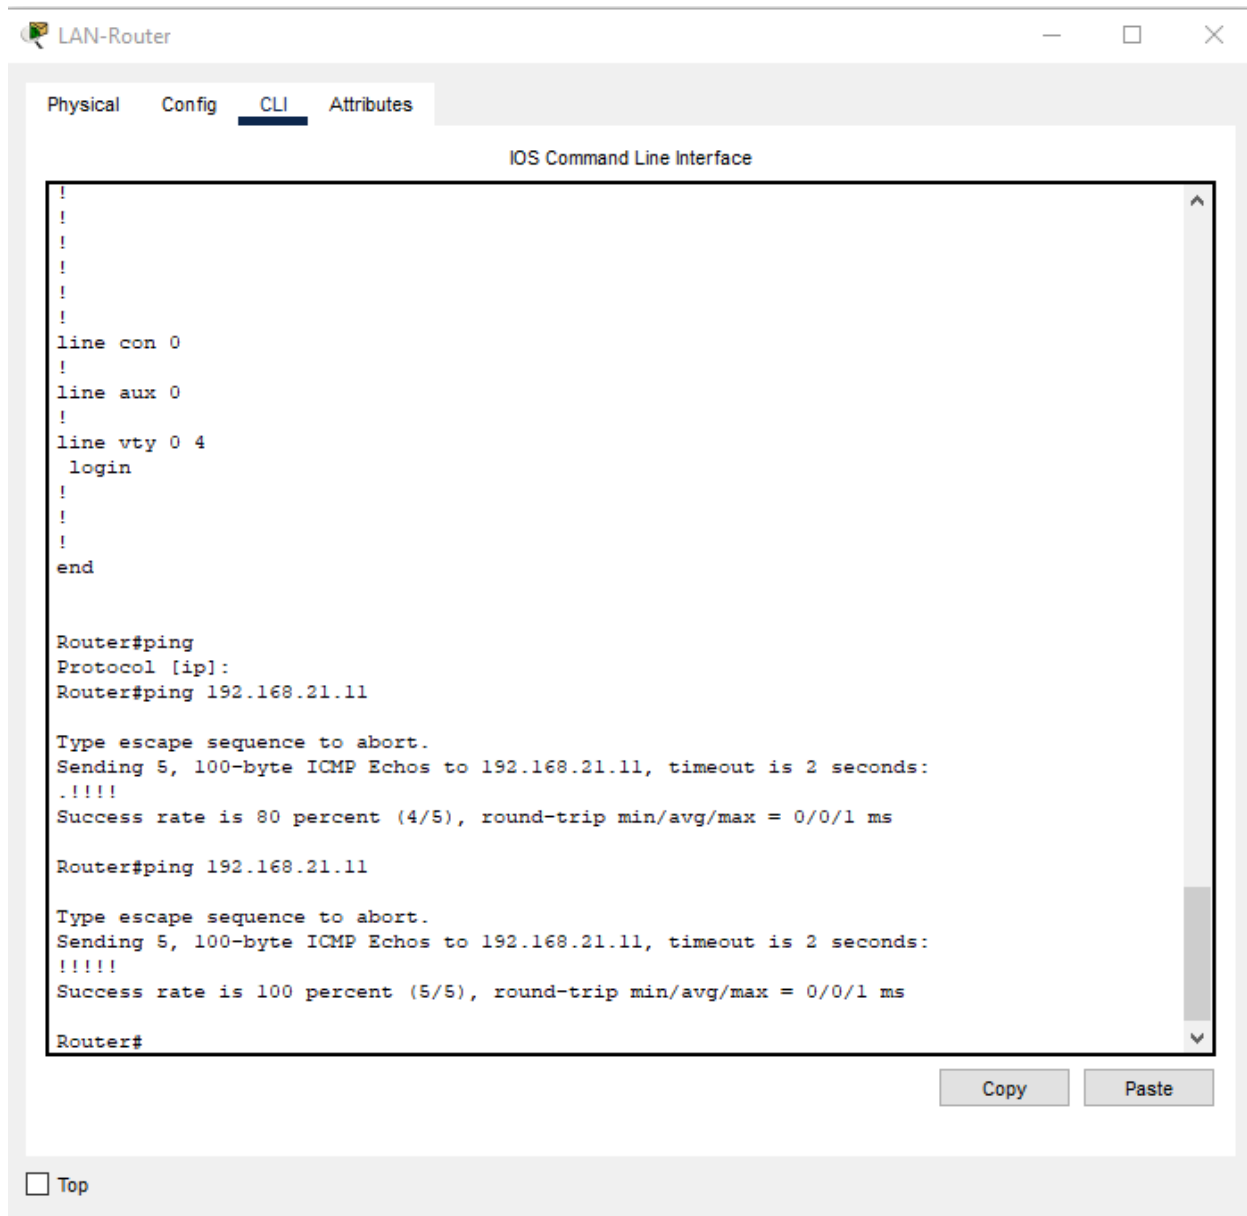 LAN-Router
Physical Config CLI Attributes
IOS Command Line Interface
!
!
!
!
!
!
line con 0
!
line aux 0
!
line vty 0 4
 login
!
!
!
end
Router#ping
Protocol [ip]:
Router#ping 192.168.21.11
Type escape sequence to abort.
Sending 5, 100-byte ICMP Echos to 192.168.21.11, timeout is 2 seconds:
.!!!!
Success rate is 80 percent (4/5), round-trip min/avg/max = 0/0/1 ms
Router#ping 192.168.21.11
Type escape sequence to abort.
Sending 5, 100-byte ICMP Echos to 192.168.21.11, timeout is 2 seconds:
!!!!!
Success rate is 100 percent (5/5), round-trip min/avg/max = 0/0/1 ms
Router#
Copy Paste
Top